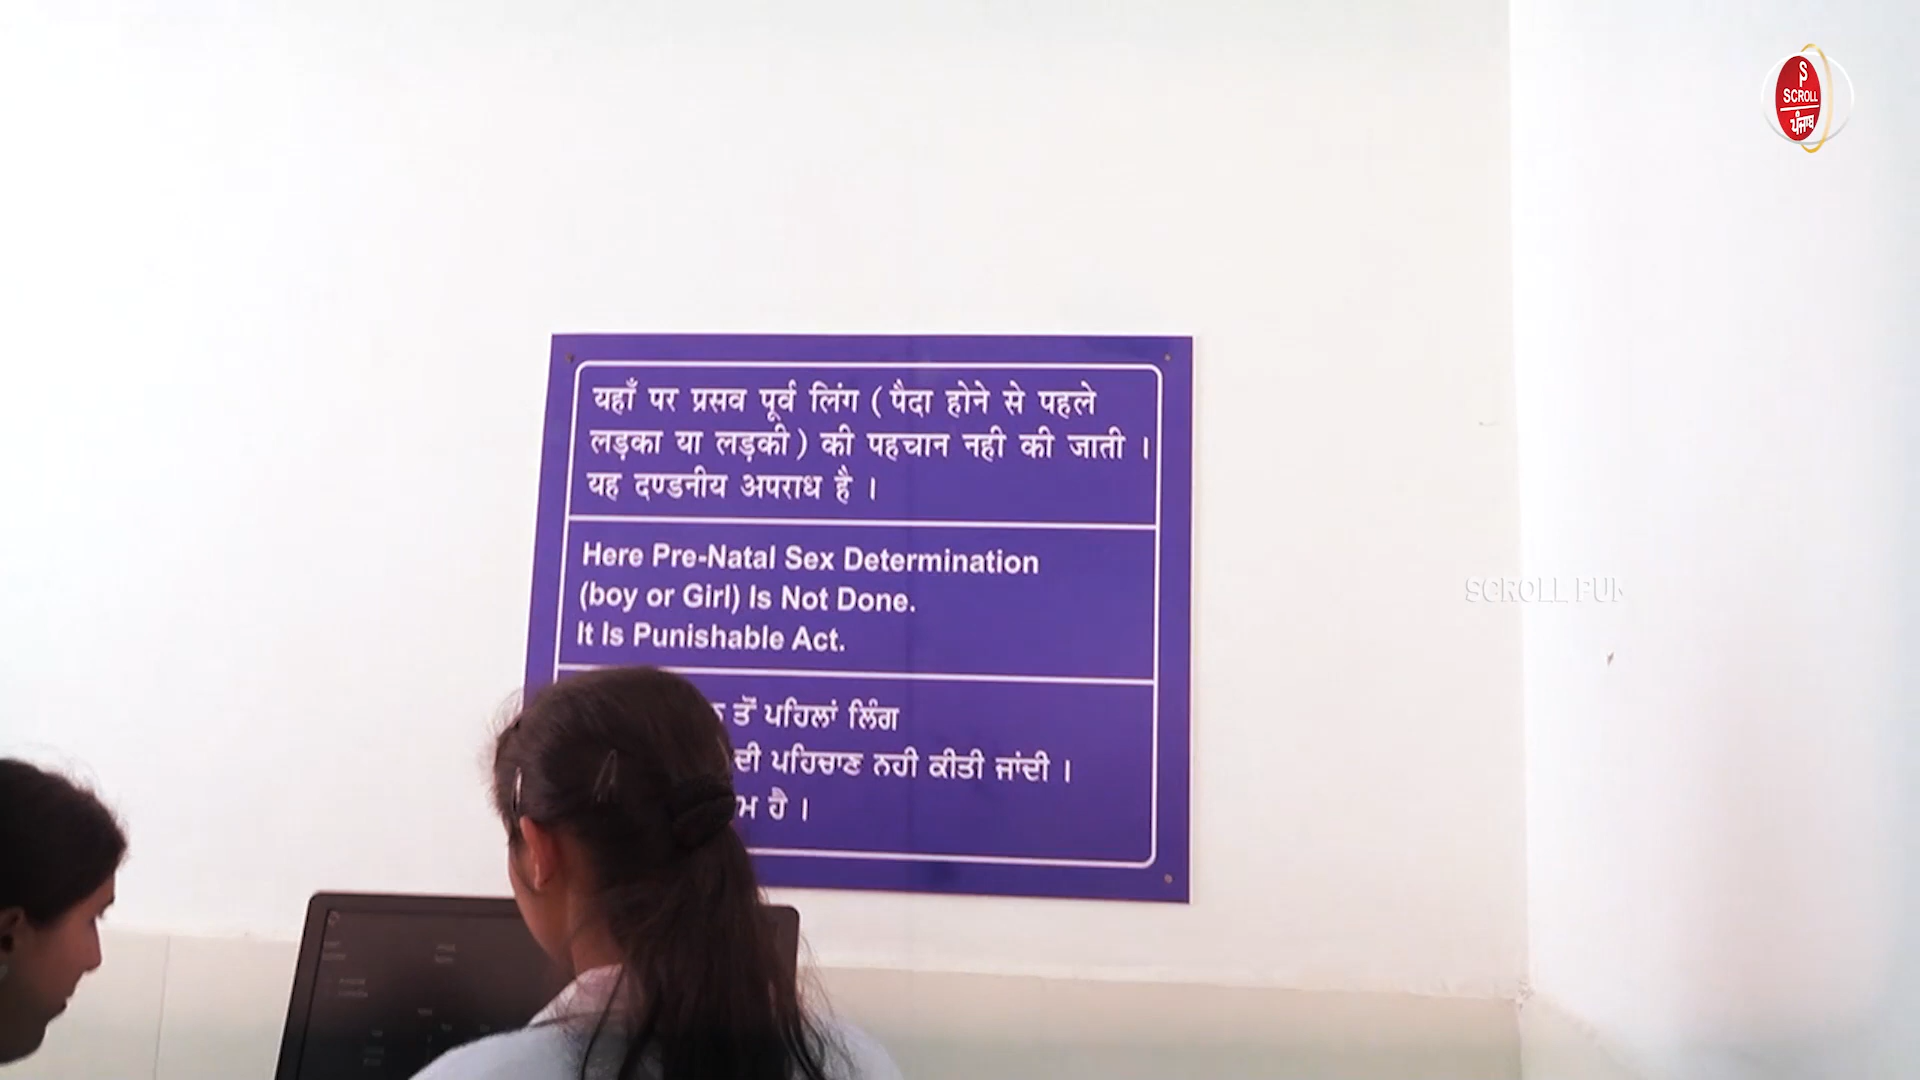 S
SCROLL
ਪੰਜਾਬ
यहाँ पर प्रसव पूर्व लिंग ( पैदा होने से पहले
लड़का या लड़की ) की पहचान नही की जाती ।
यह दण्डनीय अपराध है ।
Here Pre-Natal Sex Determination
(boy or Girl) Is Not Done.
It Is Punishable Act.
ਤੋਂ ਪਹਿਲਾਂ ਲਿੰਗ
ਦੀ ਪਹਿਚਾਣ ਨਹੀ ਕੀਤੀ ਜਾਂਦੀ ।
ਹੈ ।
SCROLL